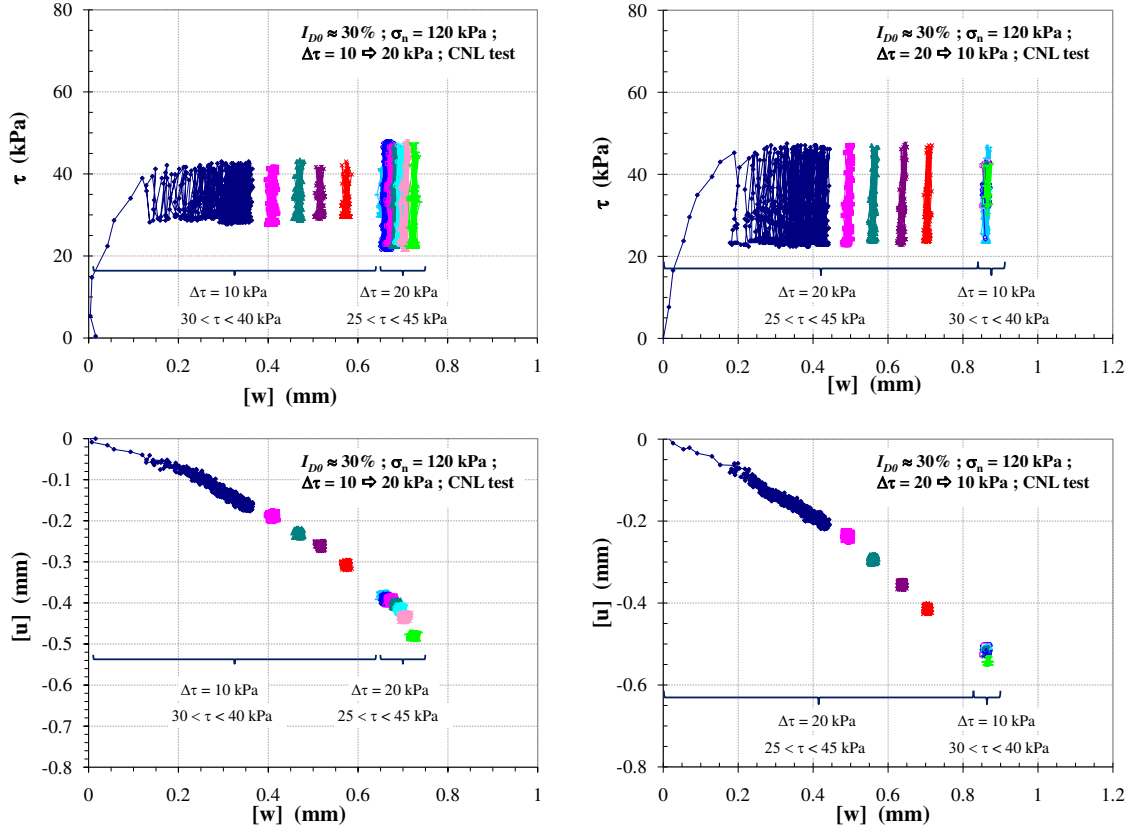 I_D0 ≈ 30% ; σn = 120 kPa ;
Δτ = 10 ⇨ 20 kPa ; CNL test
80
60
40
20
0
τ (kPa)
Δτ = 10 kPa
30 < τ < 40 kPa
Δτ = 20 kPa
25 < τ < 45 kPa
0 0.2 0.4 0.6 0.8 1
[w] (mm)
I_D0 ≈ 30% ; σn = 120 kPa ;
Δτ = 20 ⇨ 10 kPa ; CNL test
80
60
40
20
0
τ (kPa)
Δτ = 20 kPa
25 < τ < 45 kPa
Δτ = 10 kPa
30 < τ < 40 kPa
0 0.2 0.4 0.6 0.8 1 1.2
[w] (mm)
I_D0 ≈ 30% ; σn = 120 kPa ;
Δτ = 10 ⇨ 20 kPa ; CNL test
0
-0.1
-0.2
-0.3
-0.4
-0.5
-0.6
-0.7
-0.8
[u] (mm)
Δτ = 10 kPa
30 < τ < 40 kPa
Δτ = 20 kPa
25 < τ < 45 kPa
0 0.2 0.4 0.6 0.8 1
[w] (mm)
I_D0 ≈ 30% ; σn = 120 kPa ;
Δτ = 20 ⇨ 10 kPa ; CNL test
0
-0.2
-0.4
-0.6
-0.8
[u] (mm)
Δτ = 20 kPa
25 < τ < 45 kPa
Δτ = 10 kPa
30 < τ < 40 kPa
0 0.2 0.4 0.6 0.8 1.0 1.2
[w] (mm)